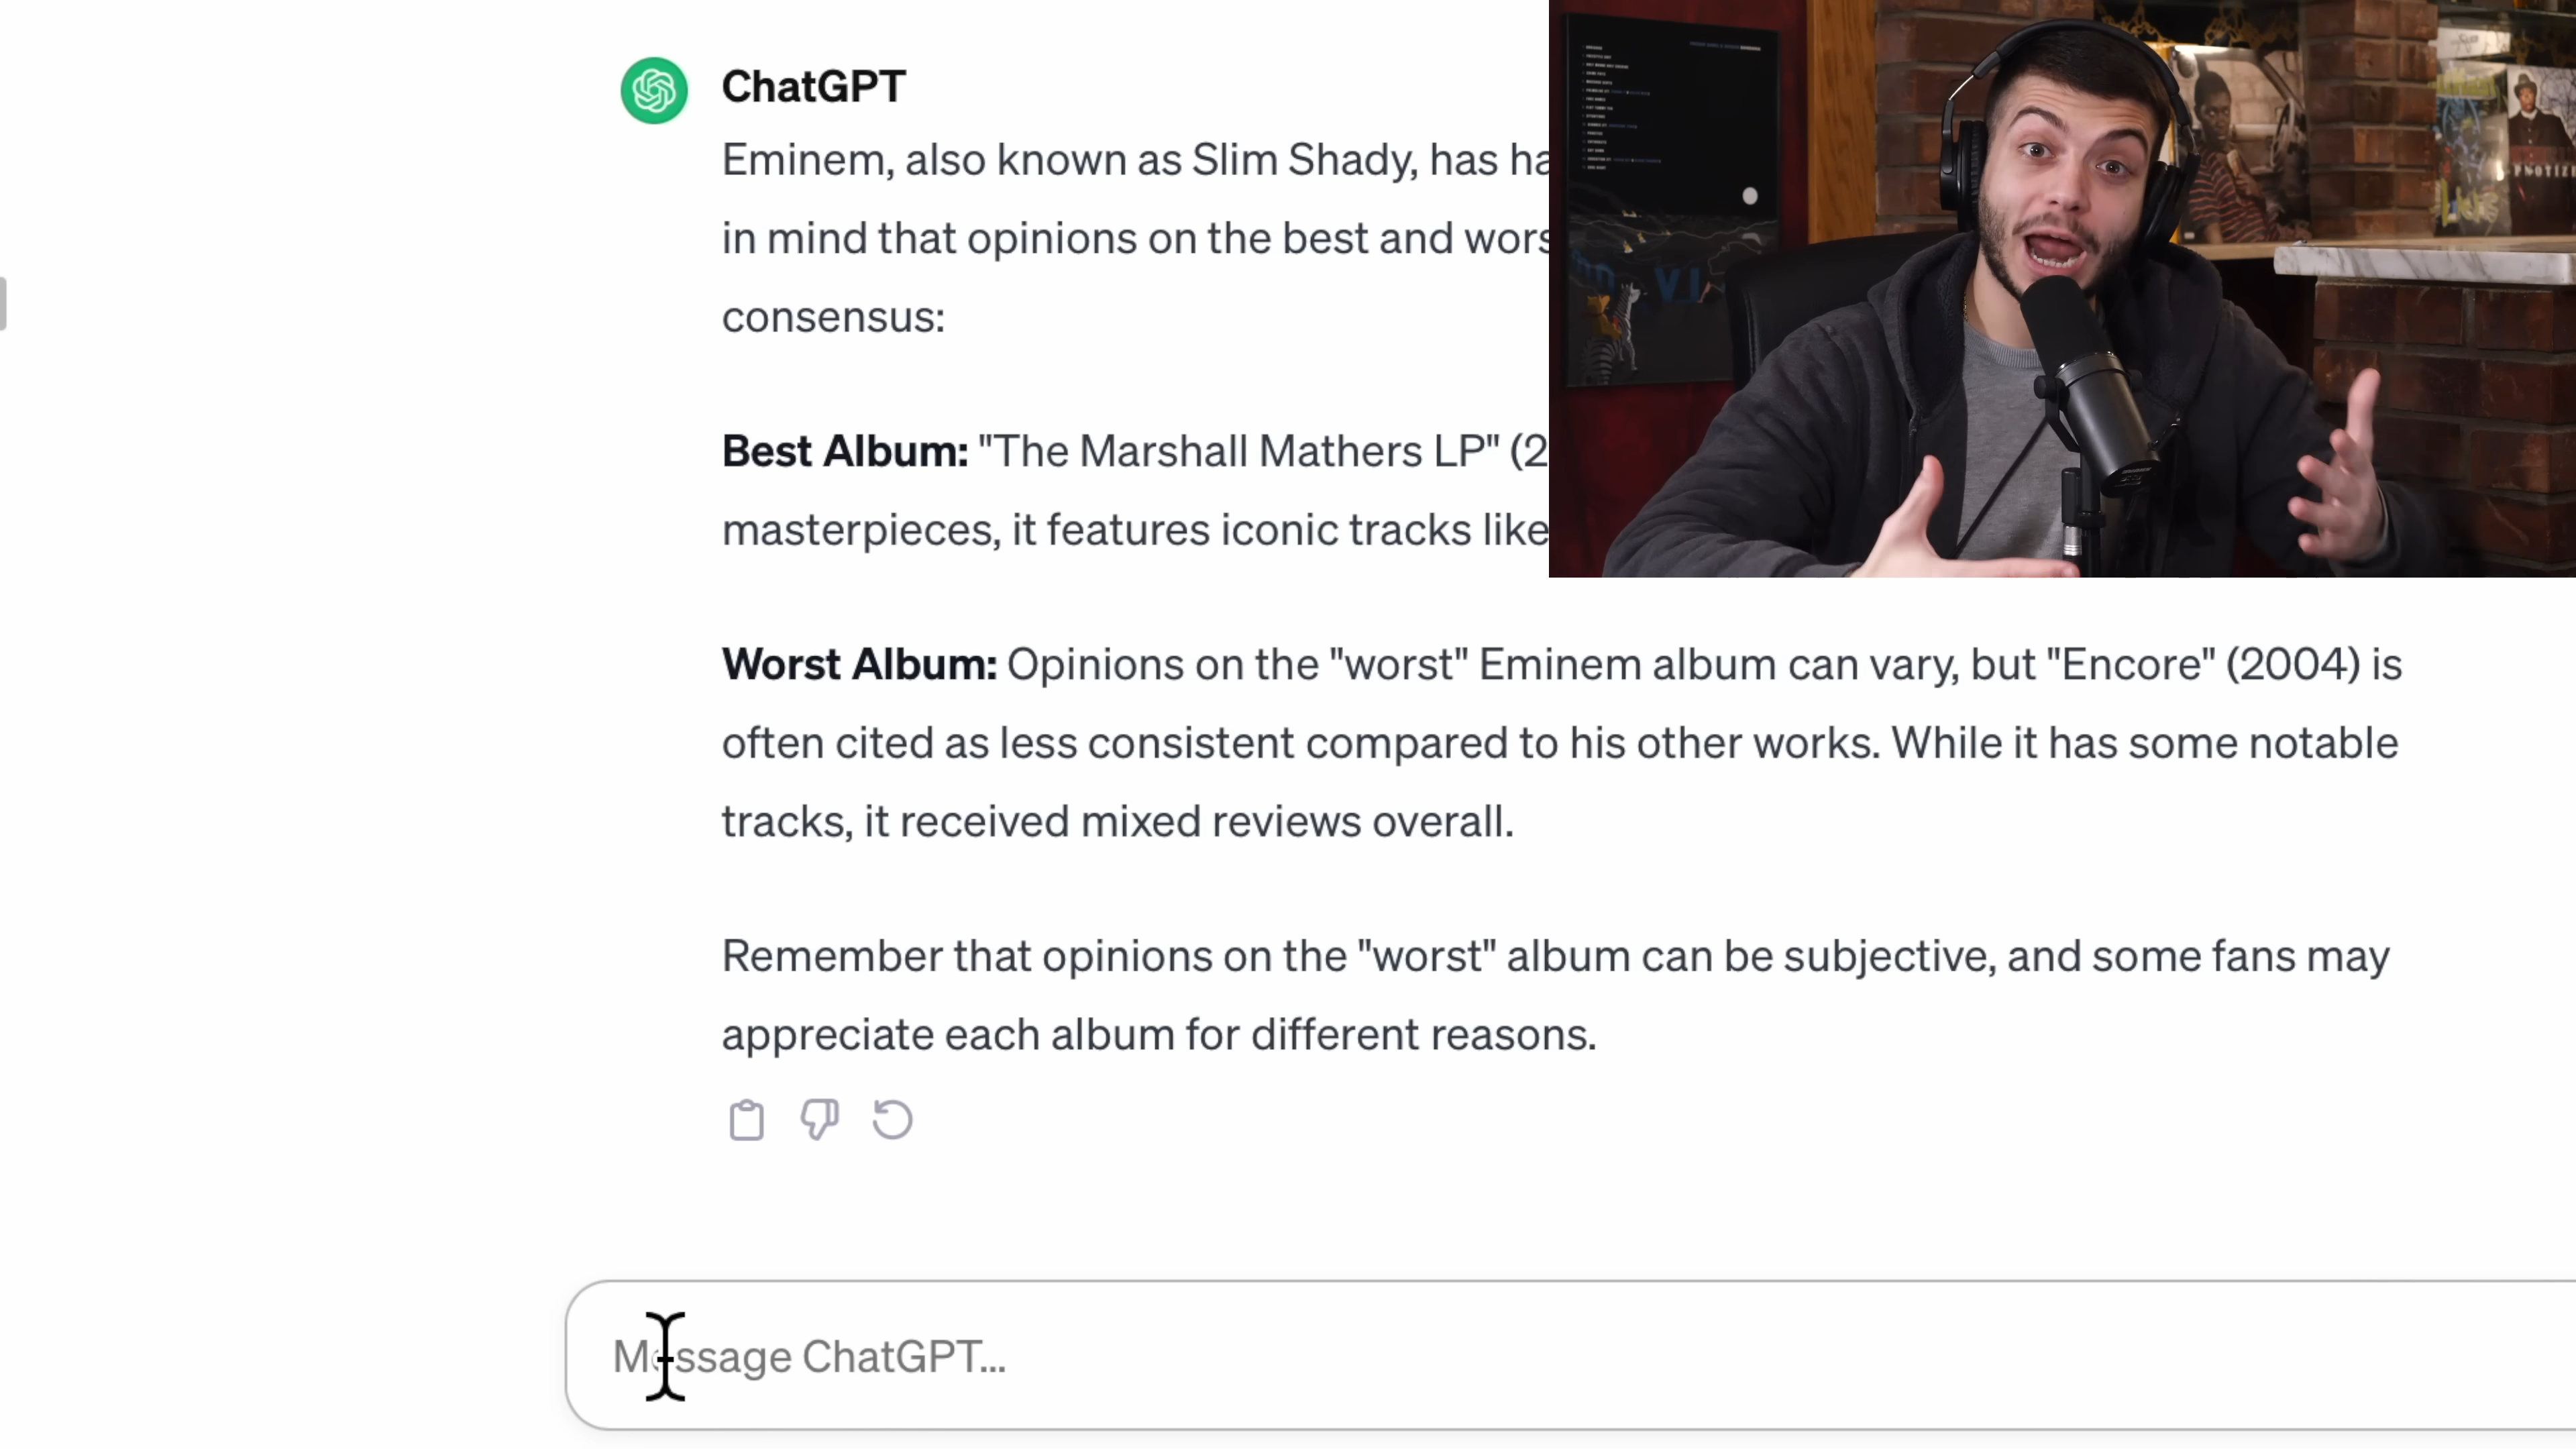 ChatGPT
Eminem, also known as Slim Shady, has ha
in mind that opinions on the best and wors
consensus:
Best Album: "The Marshall Mathers LP" (2
masterpieces, it features iconic tracks like
Worst Album: Opinions on the "worst" Eminem album can vary, but "Encore" (2004) is
often cited as less consistent compared to his other works. While it has some notable
tracks, it received mixed reviews overall.
Remember that opinions on the "worst" album can be subjective, and some fans may
appreciate each album for different reasons.
Message ChatGPT...